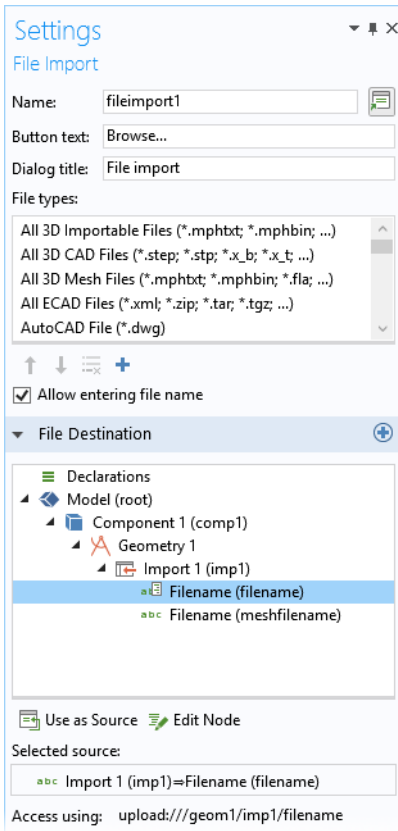 Settings
File Import
Name: fileimport1
Button text: Browse...
Dialog title: File import
File types:
All 3D Importable Files (*.mphtxt; *.mphbin; ...)
All 3D CAD Files (*.step; *.stp; *.x_b; *.x_t; ...)
All 3D Mesh Files (*.mphtxt; *.mphbin; *.fla; ...)
All ECAD Files (*.xml; *.zip; *.tar; *.tgz; ...)
AutoCAD File (*.dwg)
Allow entering file name
File Destination
Declarations
Model (root)
Component 1 (comp1)
Geometry 1
Import 1 (imp1)
Filename (filename)
abc Filename (meshfilename)
Use as Source Edit Node
Selected source:
abc Import 1 (imp1)⇒Filename (filename)
Access using: upload:///geom1/imp1/filename